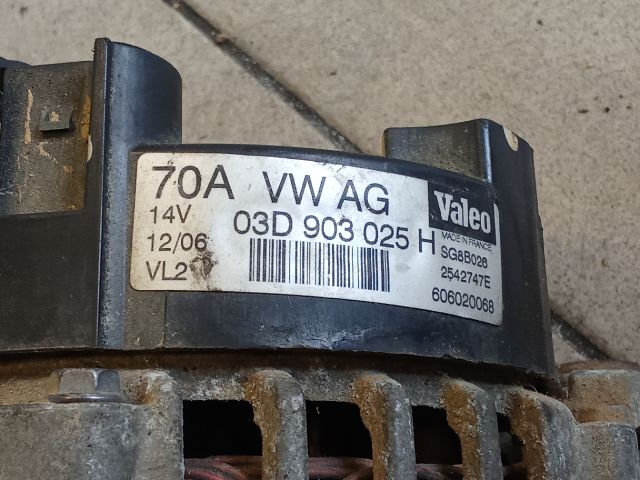 70A VW AG
14V
12/06
VL2
03D 903 025 H
Valeo
MADE IN FRANCE
SG8B026
2542747E
606020068